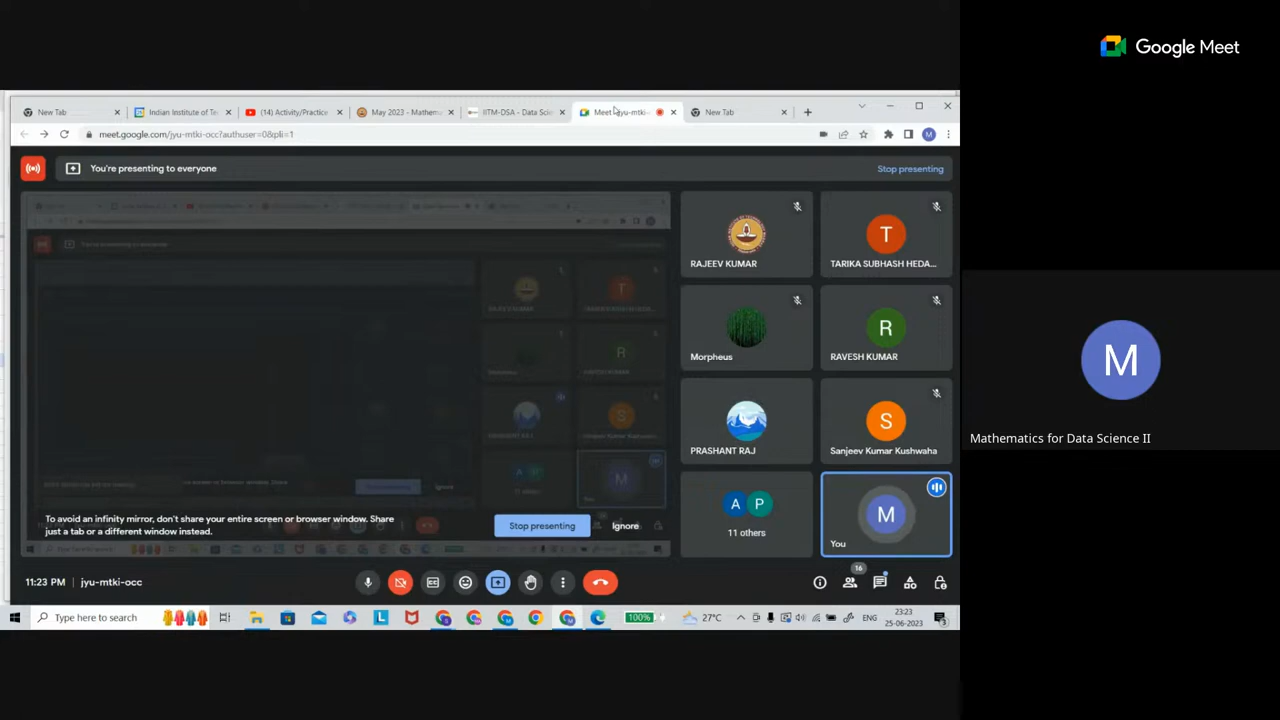 Google Meet
New Tab
Indian Institute of Te
(14) Activity/Practice
May 2023 - Mathem
IITM-DSA - Data Scie
Meet
jyu-mtki-
New Tab
meet.google.com/jyu-mtki-occ?authuser=0&pli=1
M
You're presenting to everyone
Stop presenting
RAJEEV KUMAR
T
TARIKA SUBHASH HEDA...
Morpheus
R
RAVESH KUMAR
PRASHANT RAJ
S
Sanjeev Kumar Kushwaha
A P
11 others
M
You
To avoid an infinity mirror, don't share your entire screen or browser window. Share
just a tab or a different window instead.
Stop presenting
Ignore
11:23 PM
jyu-mtki-occ
16
Type here to search
100%
27°C
ENG
23:23
25-06-2023
3
M
Mathematics for Data Science II